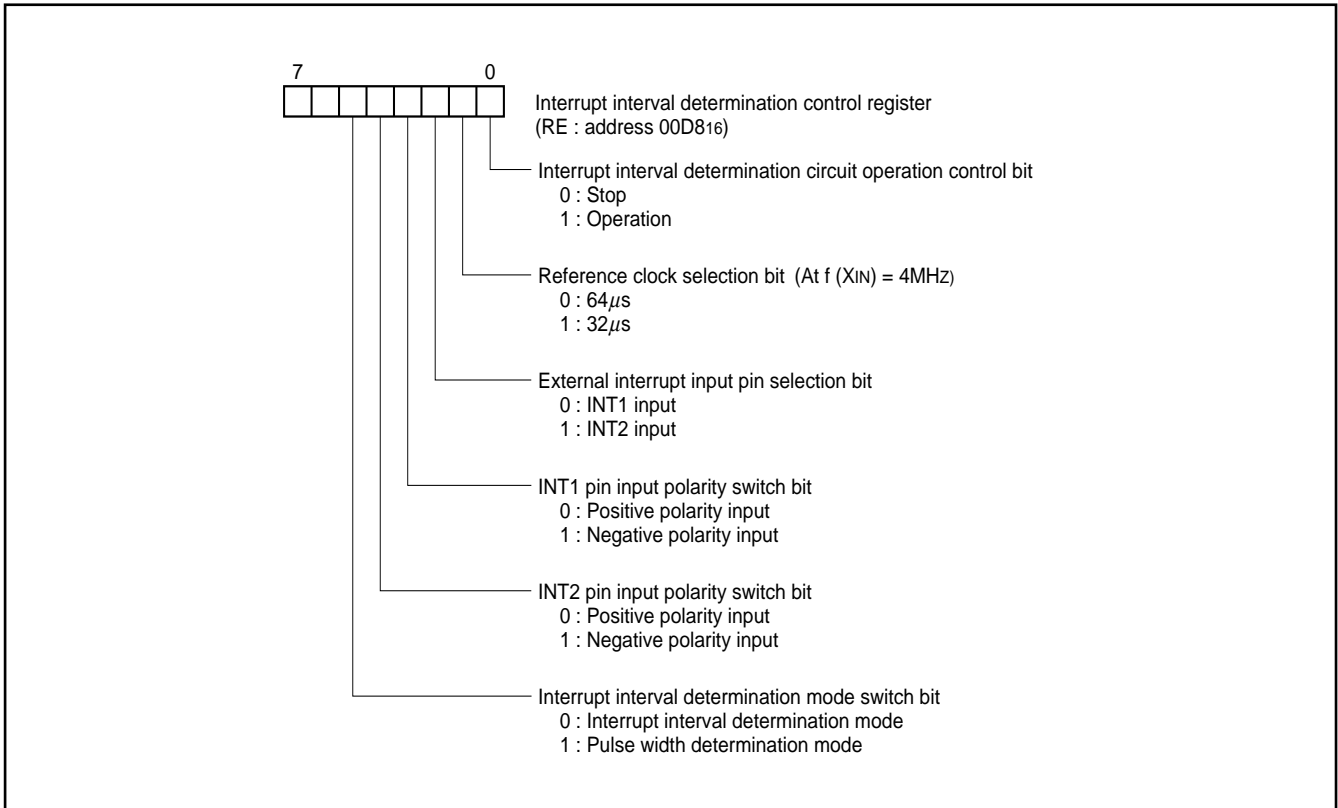 7 0
Interrupt interval determination control register
(RE : address 00D816)
Interrupt interval determination circuit operation control bit
0 : Stop
1 : Operation
Reference clock selection bit (At f (XIN) = 4MHZ)
0 : 64μs
1 : 32μs
External interrupt input pin selection bit
0 : INT1 input
1 : INT2 input
INT1 pin input polarity switch bit
0 : Positive polarity input
1 : Negative polarity input
INT2 pin input polarity switch bit
0 : Positive polarity input
1 : Negative polarity input
Interrupt interval determination mode switch bit
0 : Interrupt interval determination mode
1 : Pulse width determination mode